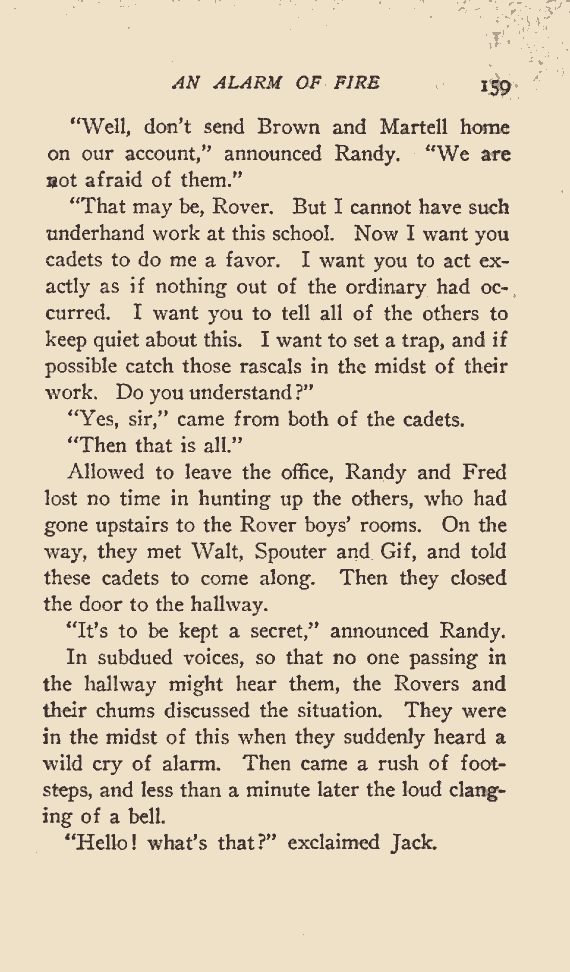 AN ALARM OF FIRE 159
“Well, don’t send Brown and Martell home
on our account,” announced Randy. “We are
not afraid of them.”
“That may be, Rover. But I cannot have such
underhand work at this school. Now I want you
cadets to do me a favor. I want you to act ex-
actly as if nothing out of the ordinary had oc-
curred. I want you to tell all of the others to
keep quiet about this. I want to set a trap, and if
possible catch those rascals in the midst of their
work. Do you understand?”
“Yes, sir,” came from both of the cadets.
“Then that is all.”
Allowed to leave the office, Randy and Fred
lost no time in hunting up the others, who had
gone upstairs to the Rover boys’ rooms. On the
way, they met Walt, Spouter and Gif, and told
these cadets to come along. Then they closed
the door to the hallway.
“It’s to be kept a secret,” announced Randy.
In subdued voices, so that no one passing in
the hallway might hear them, the Rovers and
their chums discussed the situation. They were
in the midst of this when they suddenly heard a
wild cry of alarm. Then came a rush of foot-
steps, and less than a minute later the loud clang-
ing of a bell.
“Hello! what’s that?” exclaimed Jack.